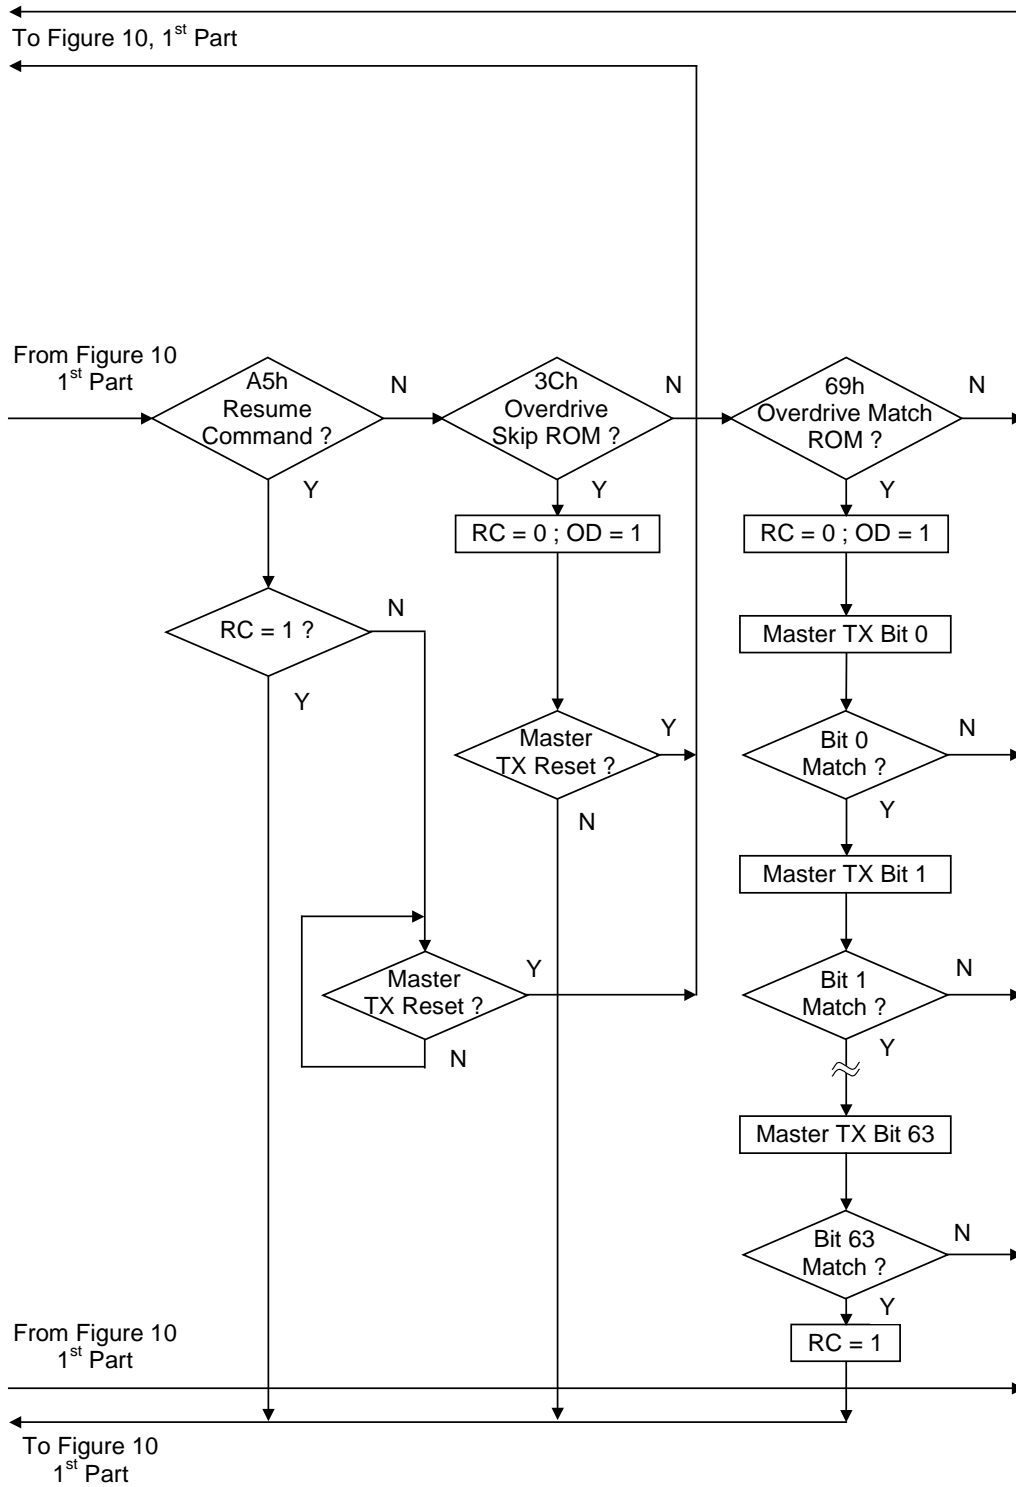 To Figure 10, 1st Part
From Figure 10
1st Part
A5h
Resume
Command ?
N
Y
3Ch
Overdrive
Skip ROM ?
N
Y
69h
Overdrive Match
ROM ?
N
Y
RC = 0 ; OD = 1
RC = 0 ; OD = 1
RC = 1 ?
N
Y
Master TX Bit 0
Master
TX Reset ?
Y
N
Bit 0
Match ?
N
Y
Master TX Bit 1
Master
TX Reset ?
Y
N
Bit 1
Match ?
N
Y
Master TX Bit 63
Bit 63
Match ?
N
Y
RC = 1
From Figure 10
1st Part
To Figure 10
1st Part